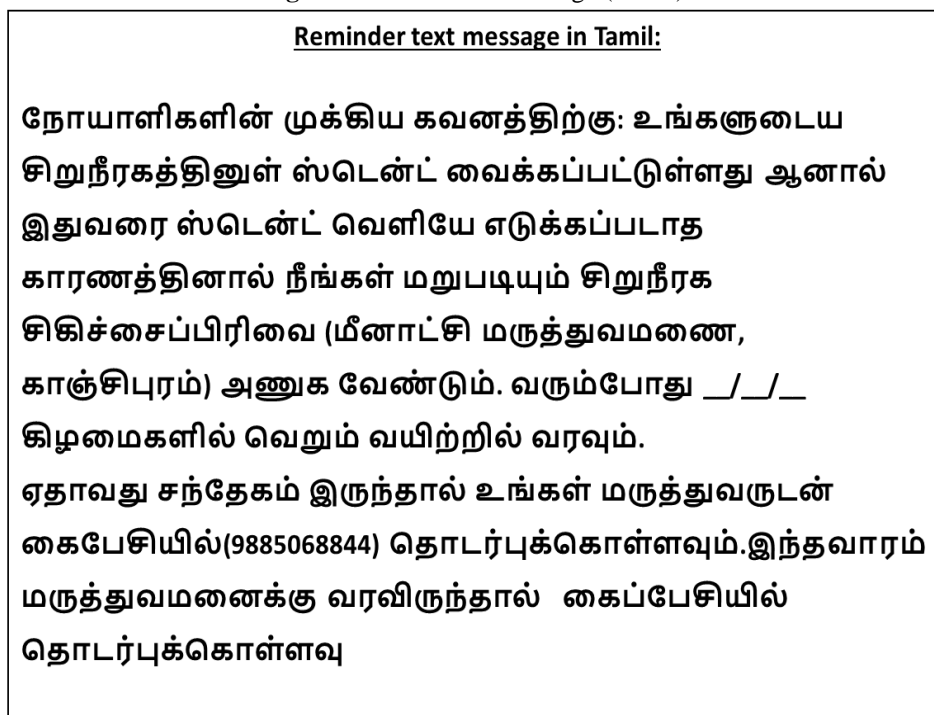 Reminder text message in Tamil:
நோயாளிகளின் முக்கிய கவனத்திற்கு: உங்களுடைய
சிறுநீரகத்தினுள் ஸ்டென்ட் வைக்கப்பட்டுள்ளது ஆனால்
இதுவரை ஸ்டென்ட் வெளியே எடுக்கப்படாத
காரணத்தினால் நீங்கள் மறுபடியும் சிறுநீரக
சிகிச்சைப்பிரிவை (மீனாட்சி மருத்துவமணை,
காஞ்சிபுரம்) அணுக வேண்டும். வரும்போது __/__/__
கிழமைகளில் வெறும் வயிற்றில் வரவும்.
ஏதாவது சந்தேகம் இருந்தால் உங்கள் மருத்துவருடன்
கைபேசியில்(9885068844) தொடர்புக்கொள்ளவும்.இந்தவாரம்
மருத்துவமனைக்கு வரவிருந்தால் கைப்பேசியில்
தொடர்புக்கொள்ளவு